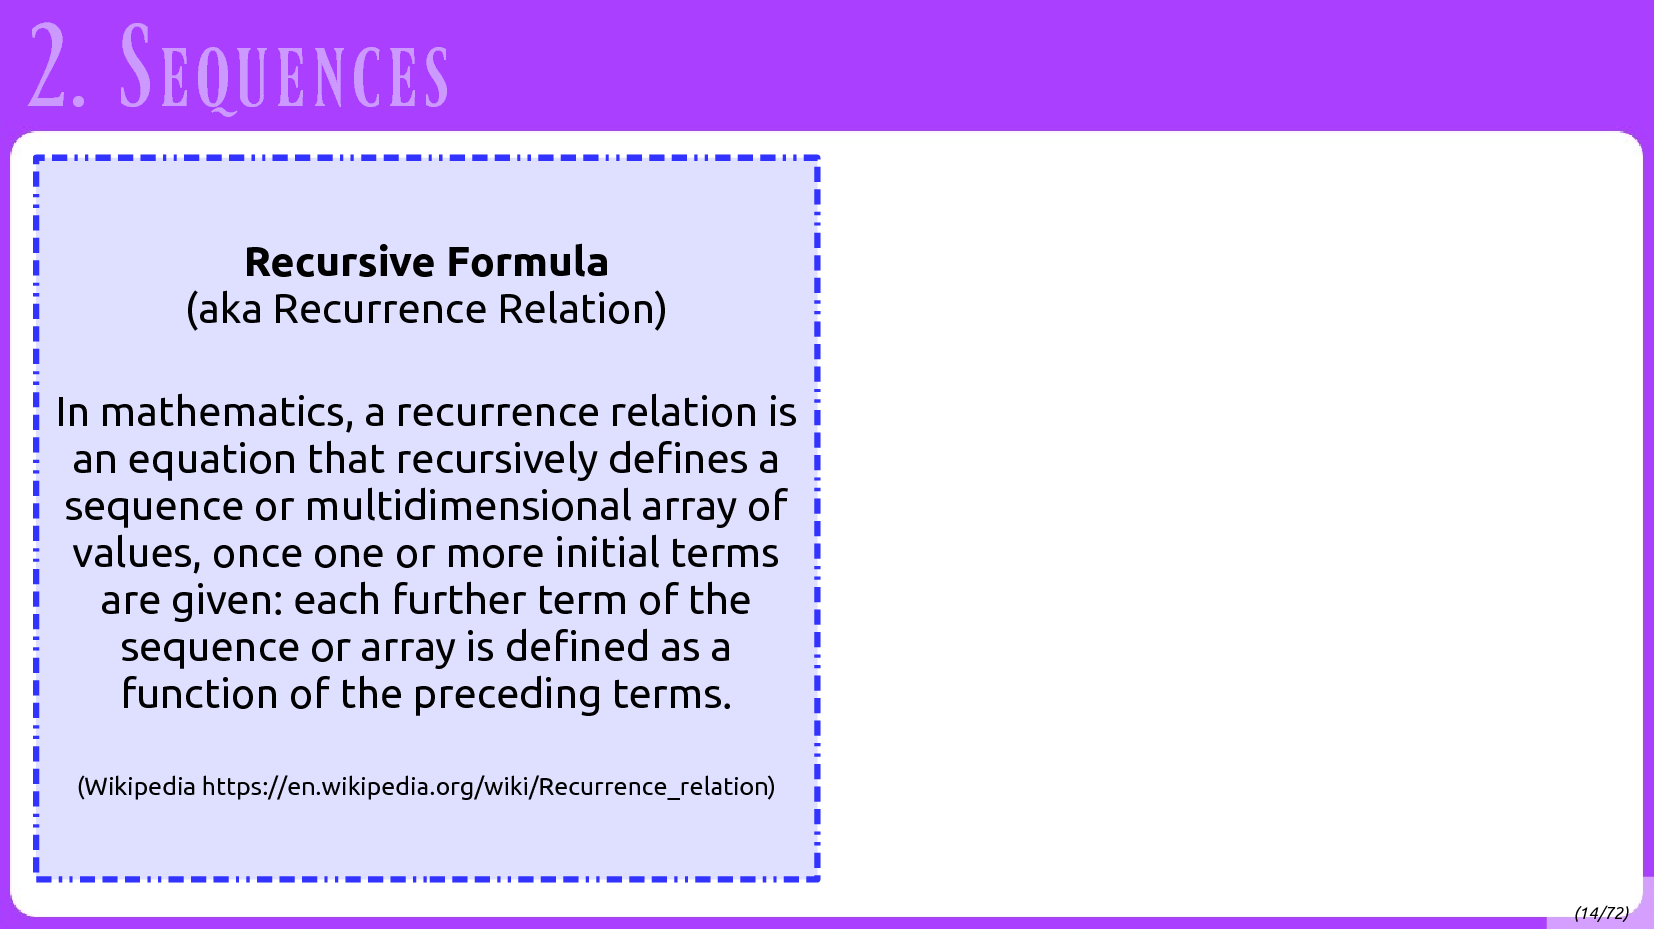 2. Sequences
Recursive Formula
(aka Recurrence Relation)
In mathematics, a recurrence relation is
an equation that recursively defines a
sequence or multidimensional array of
values, once one or more initial terms
are given: each further term of the
sequence or array is defined as a
function of the preceding terms.
(Wikipedia https://en.wikipedia.org/wiki/Recurrence_relation)
(14/72)